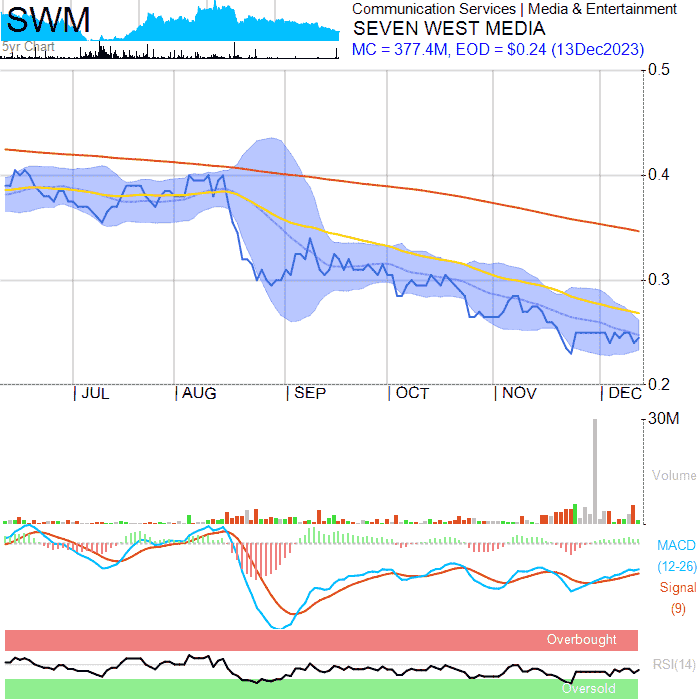 SWM
5yr Chart
Communication Services | Media & Entertainment
SEVEN WEST MEDIA
MC = 377.4M, EOD = $0.24 (13Dec2023)
0.5
0.4
0.3
0.2
| JUL | AUG | SEP | OCT | NOV | DEC
30M
Volume
MACD
(12-26)
Signal
(9)
Overbought
RSI(14)
Oversold